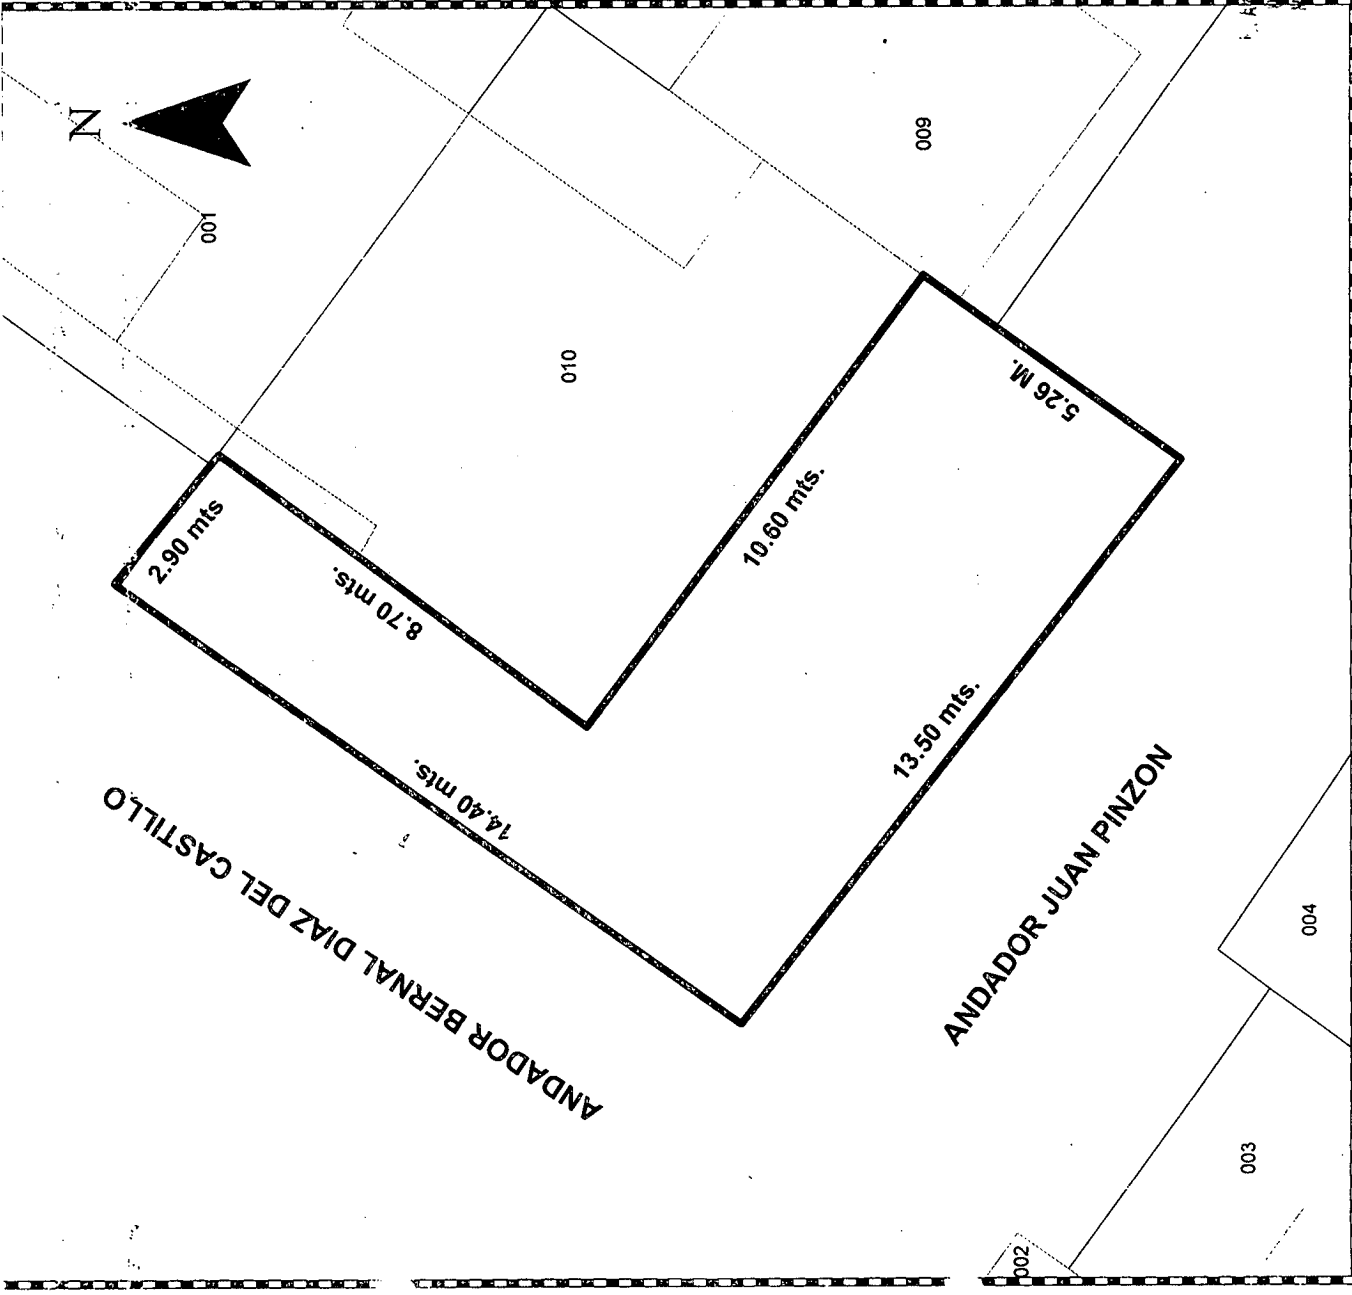 N
001
009
010
2.90 mts
8.70 mts.
10.60 mts.
5.26 M.
14.40 mts.
13.50 mts.
ANDADOR BERNAL DIAZ DEL CASTILLO
ANDADOR JUAN PINZON
004
003
002